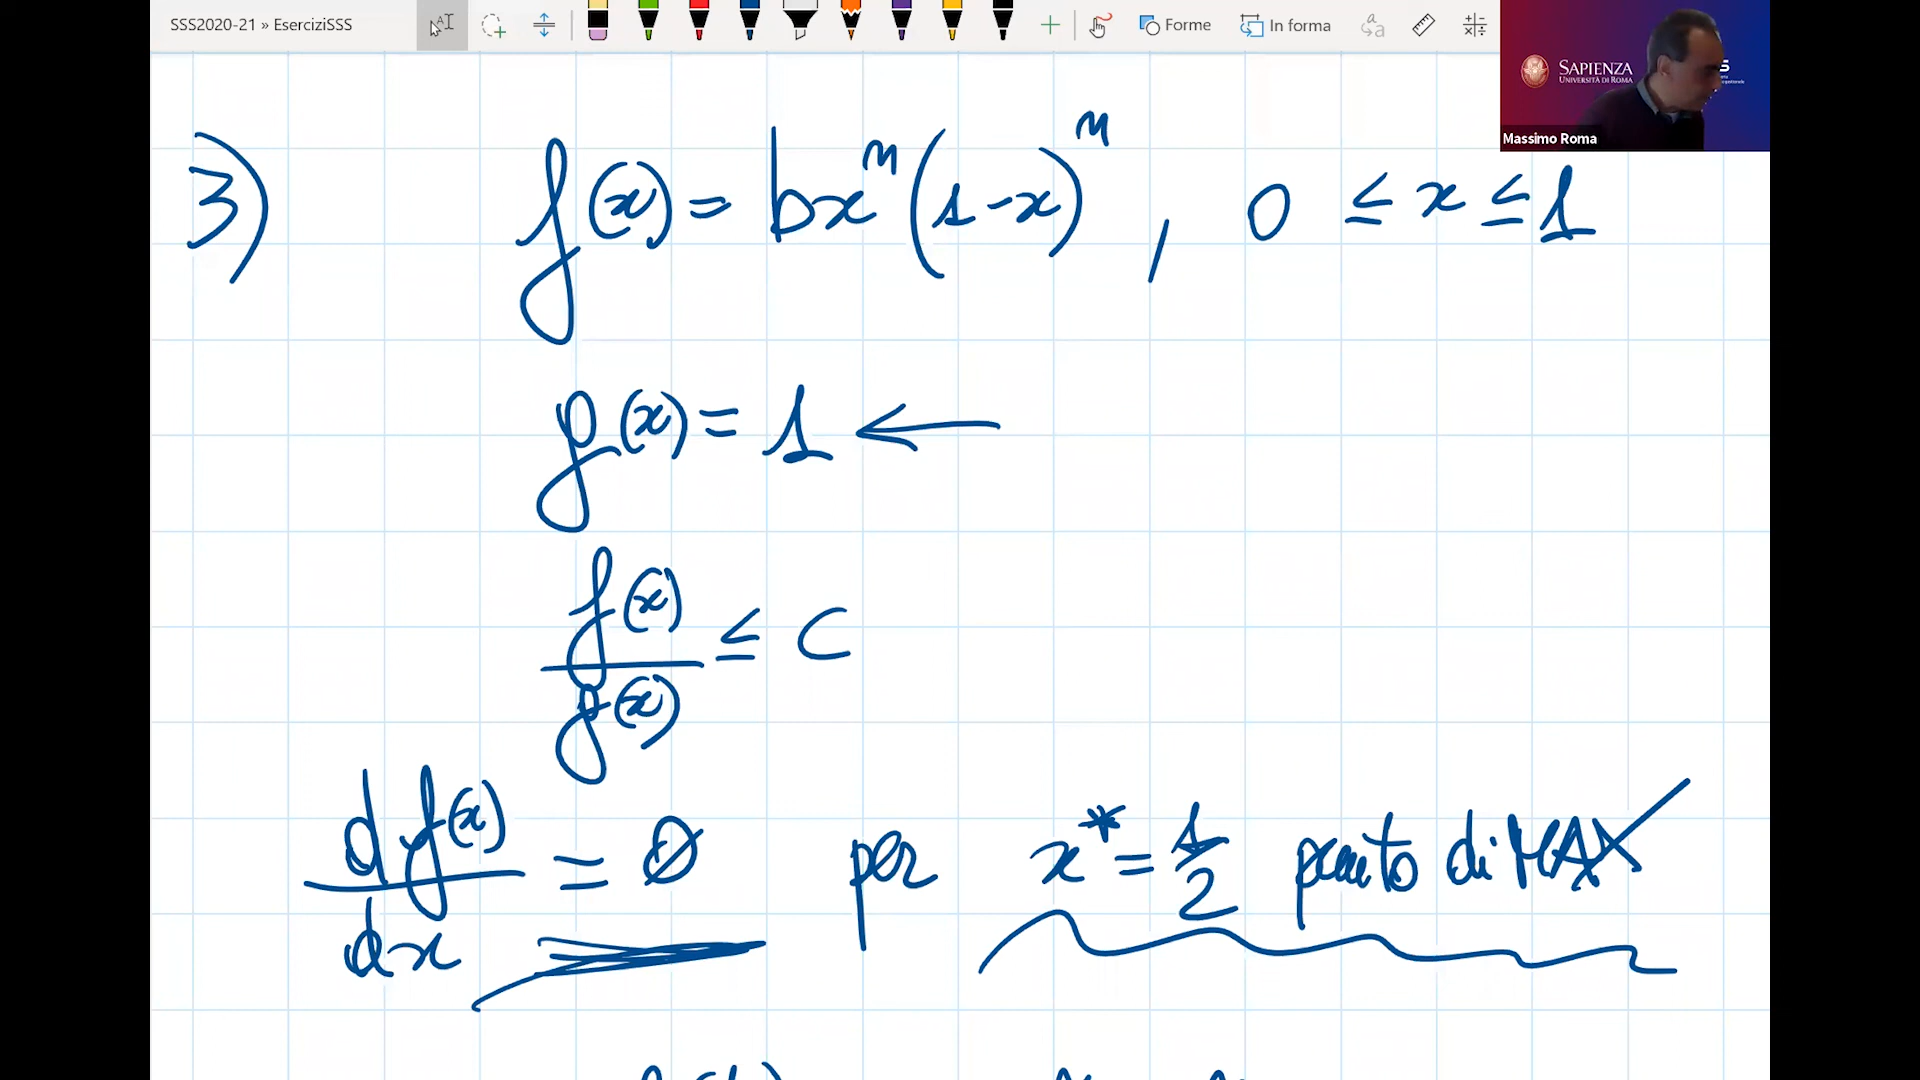 SSS2020-21 » EserciziSSS
Forme
In forma
SAPIENZA
UNIVERSITÀ DI ROMA
Massimo Roma
3) f(x) = bx^n (1-x)^n , 0 ≤ x ≤ 1
g(x) = 1 ←
f(x)/g(x) ≤ C
df(x)/dx = 0 per x* = 1/2 punto di MAX